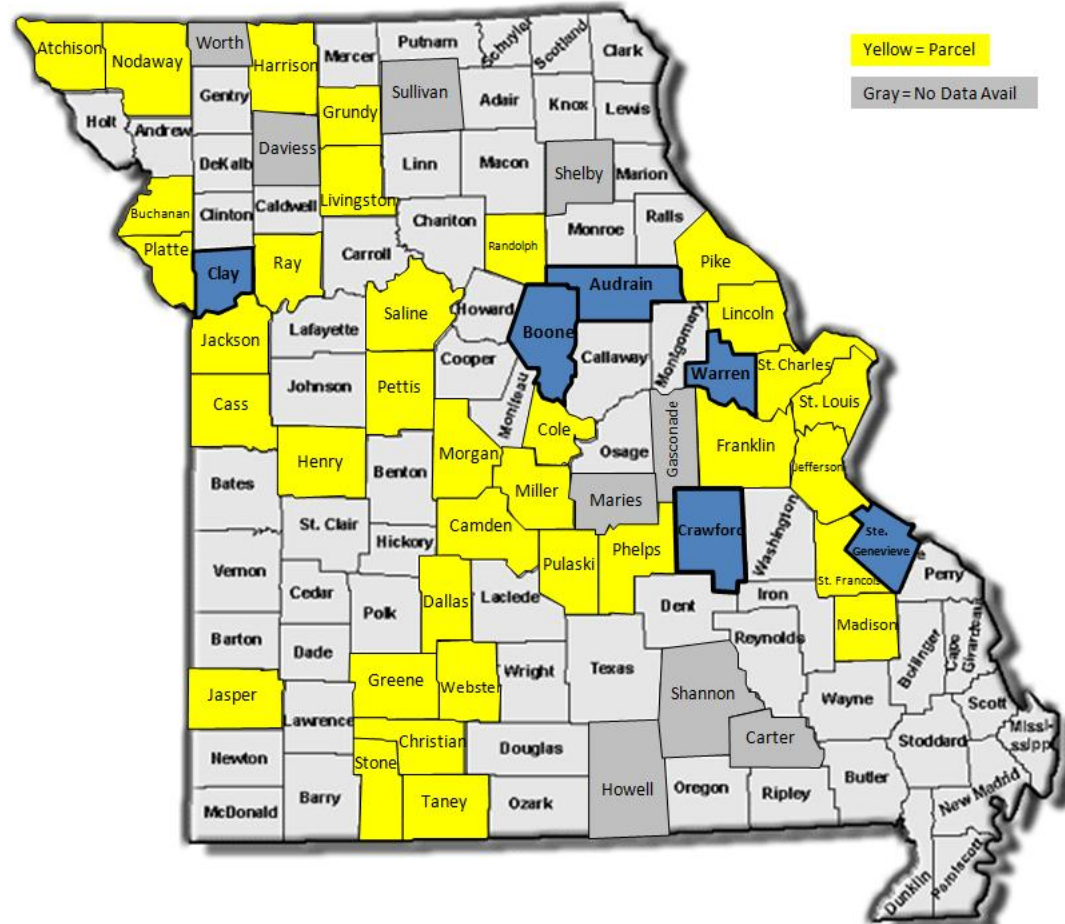 Yellow = Parcel
Gray = No Data Avail
Atchison
Nodaway
Worth
Harrison
Mercer
Putnam
Schuyler
Scotland
Clark
Gentry
Sullivan
Adair
Knox
Lewis
Holt
Andrew
Grundy
DeKalb
Daviess
Linn
Macon
Shelby
Marion
Buchanan
Clinton
Caldwell
Livingston
Chariton
Randolph
Monroe
Ralls
Platte
Clay
Ray
Carroll
Pike
Audrain
Jackson
Lafayette
Saline
Howard
Boone
Lincoln
Cooper
Callaway
Montgomery
Warren
St. Charles
Cass
Johnson
Pettis
Moniteau
St. Louis
Cole
Gasconade
Franklin
Henry
Benton
Morgan
Osage
Jefferson
Bates
Miller
Maries
St. Clair
Camden
Crawford
Washington
Ste.
Genevieve
e
Hickory
Pulaski
Phelps
St. Francois
Perry
Vernon
Cedar
Polk
Dallas
Laclede
Dent
Iron
Madison
Barton
Dade
Wright
Texas
Reynolds
Bollinger
Cape
Girardeau
Jasper
Greene
Webster
Shannon
Wayne
Scott
Lawrence
Christian
Douglas
Carter
Stoddard
Missi-
ssipp
Newton
Stone
Howell
Oregon
Ripley
Butler
New Madrid
McDonald
Barry
Taney
Ozark
Dunklin